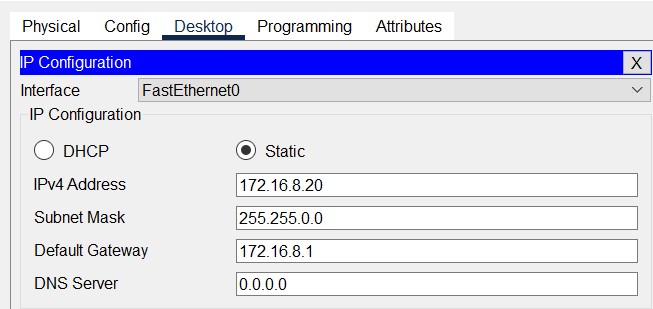 Physical Config Desktop Programming Attributes
IP Configuration X
Interface FastEthernet0
IP Configuration
DHCP Static
IPv4 Address 172.16.8.20
Subnet Mask 255.255.0.0
Default Gateway 172.16.8.1
DNS Server 0.0.0.0